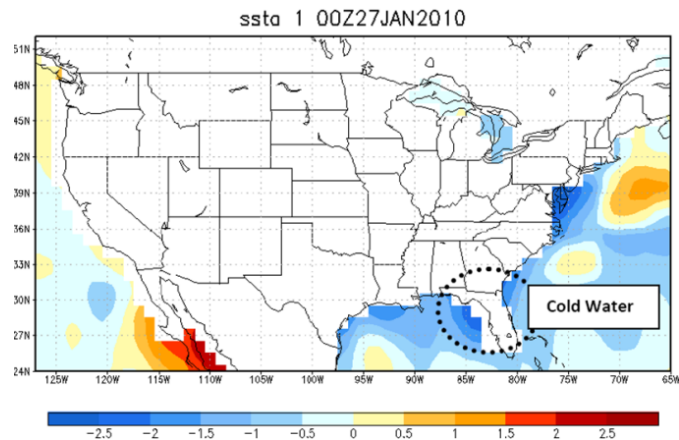 ssta 1 00Z27JAN2010
51N
48N
45N
42N
39N
36N
33N
30N
27N
24N
Cold Water
125W 120W 115W 110W 105W 100W 95W 90W 85W 80W 75W 70W 65W
-2.5 -2 -1.5 -1 -0.5 0 0.5 1 1.5 2 2.5